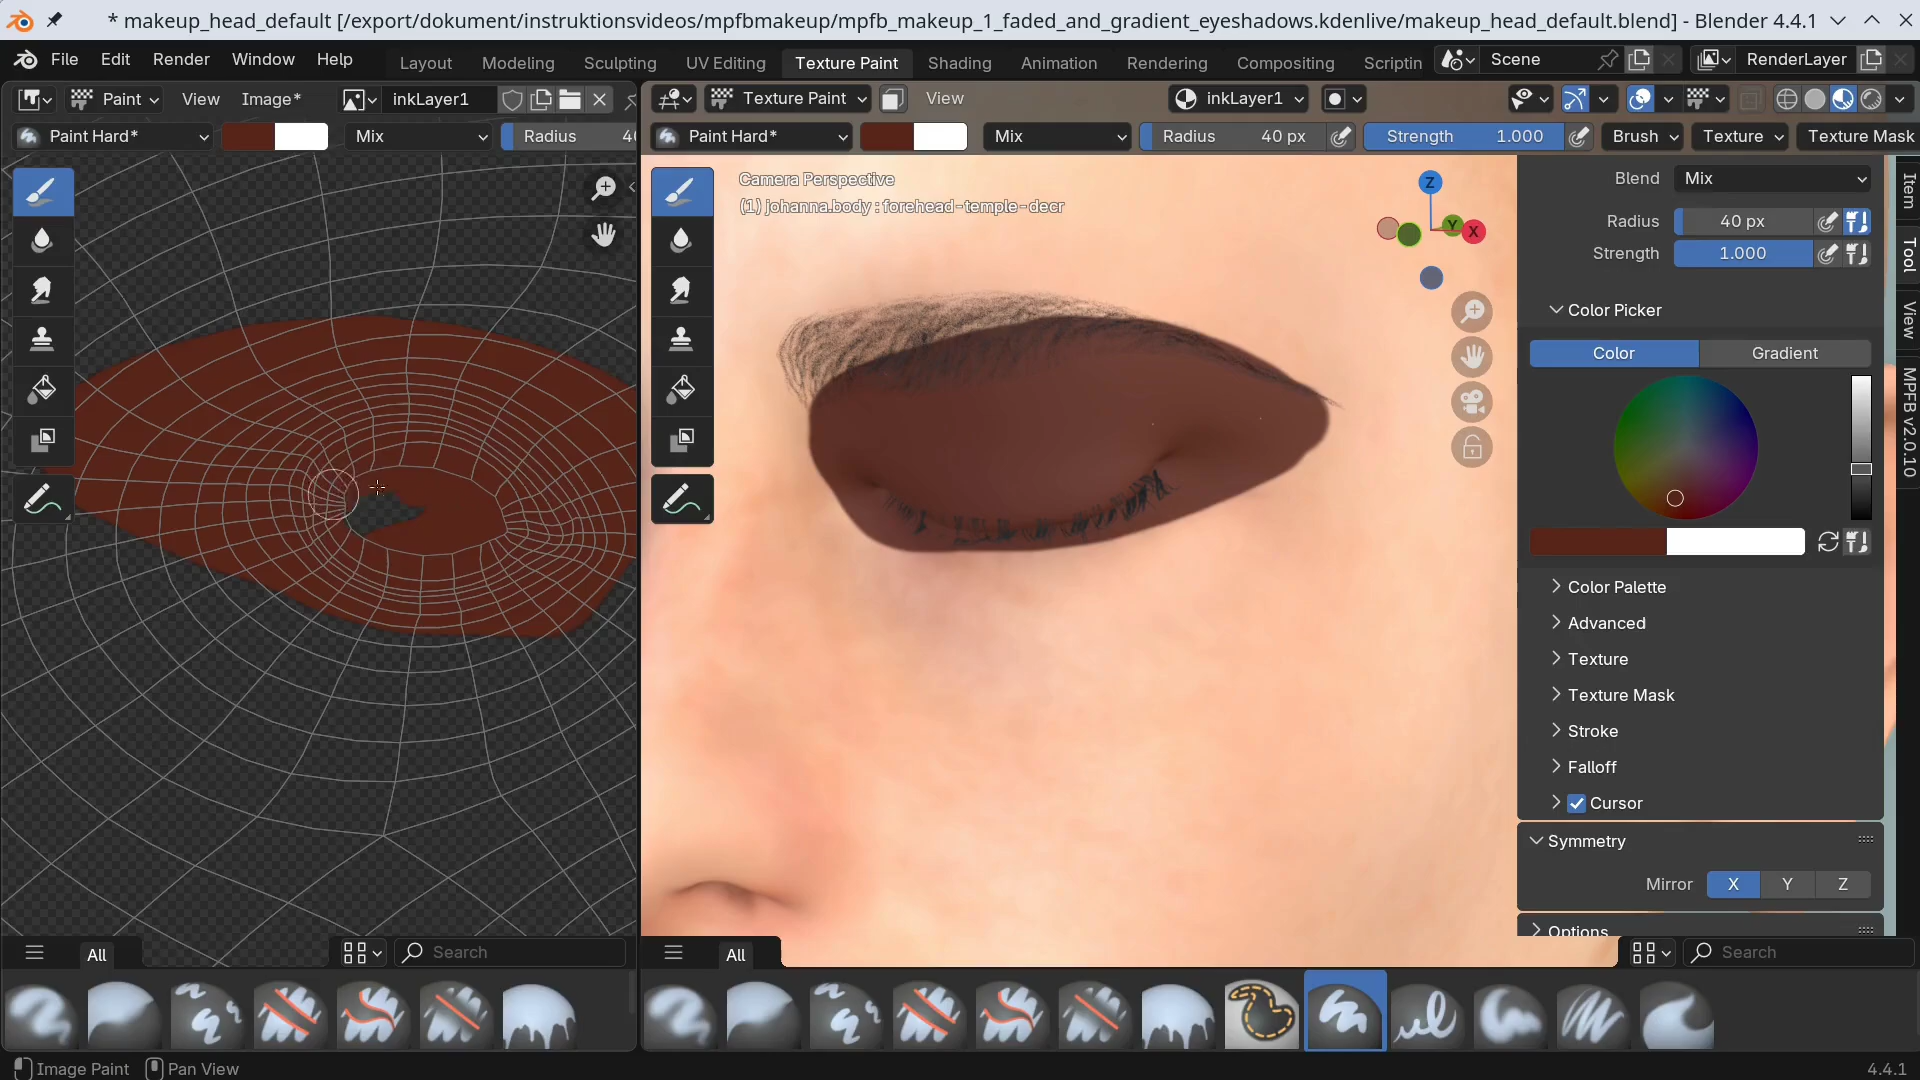 * makeup_head_default [/export/dokument/instruktionsvideos/mpfbmakeup/mpfb_makeup_1_faded_and_gradient_eyeshadows.kdenlive/makeup_head_default.blend] - Blender 4.4.1
File Edit Render Window Help Layout Modeling Sculpting UV Editing Texture Paint Shading Animation Rendering Compositing Scriptin Scene RenderLayer
Paint View Image* inkLayer1 Texture Paint View inkLayer1
Paint Hard* Mix Radius 40 Paint Hard* Mix Radius 40 px Strength 1.000 Brush Texture Texture Mask
Camera Perspective
(1) johanna.body : forehead-temple-decr
Z
Y
X
Blend Mix
Radius 40 px
Strength 1.000
Color Picker
Color Gradient
Color Palette
Advanced
Texture
Texture Mask
Stroke
Falloff
Cursor
Symmetry
Mirror X Y Z
Options
Item
Tool
View
MPFB v2.0.10
All Search All Search
Image Paint Pan View 4.4.1